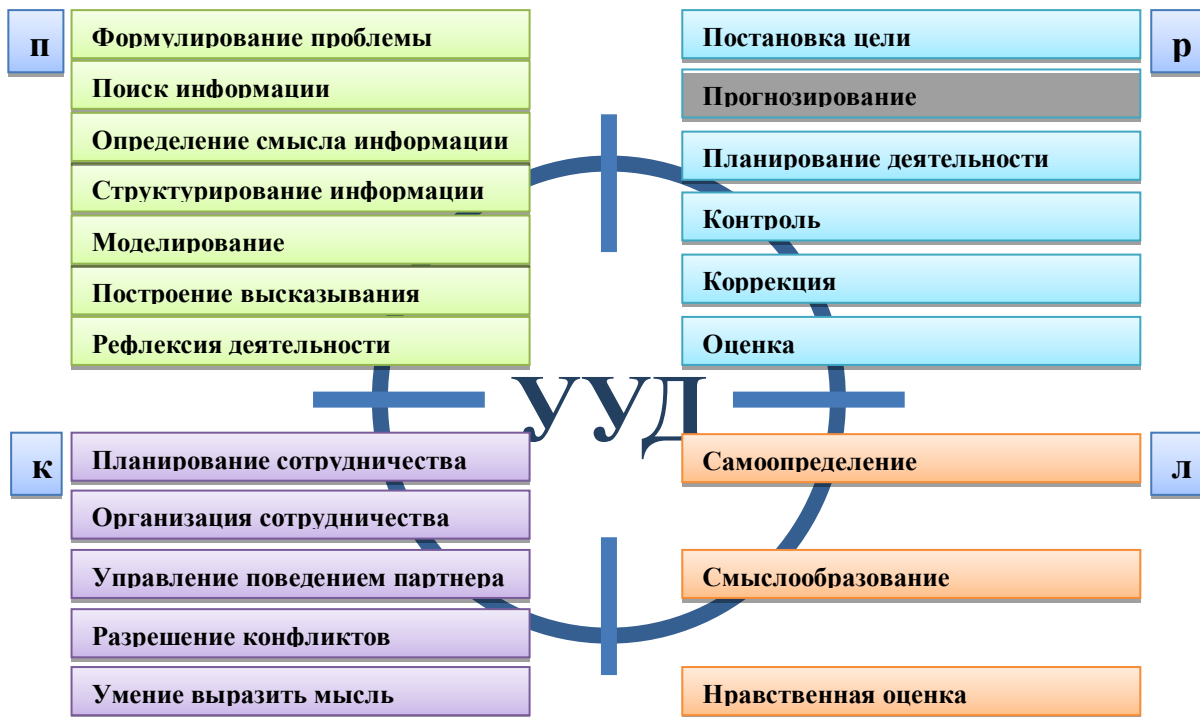 п
Формулирование проблемы
Поиск информации
Определение смысла информации
Структурирование информации
Моделирование
Построение высказывания
Рефлексия деятельности
р
Постановка цели
Прогнозирование
Планирование деятельности
Контроль
Коррекция
Оценка
УУД
к
Планирование сотрудничества
Организация сотрудничества
Управление поведением партнера
Разрешение конфликтов
Умение выразить мысль
л
Самоопределение
Смыслообразование
Нравственная оценка